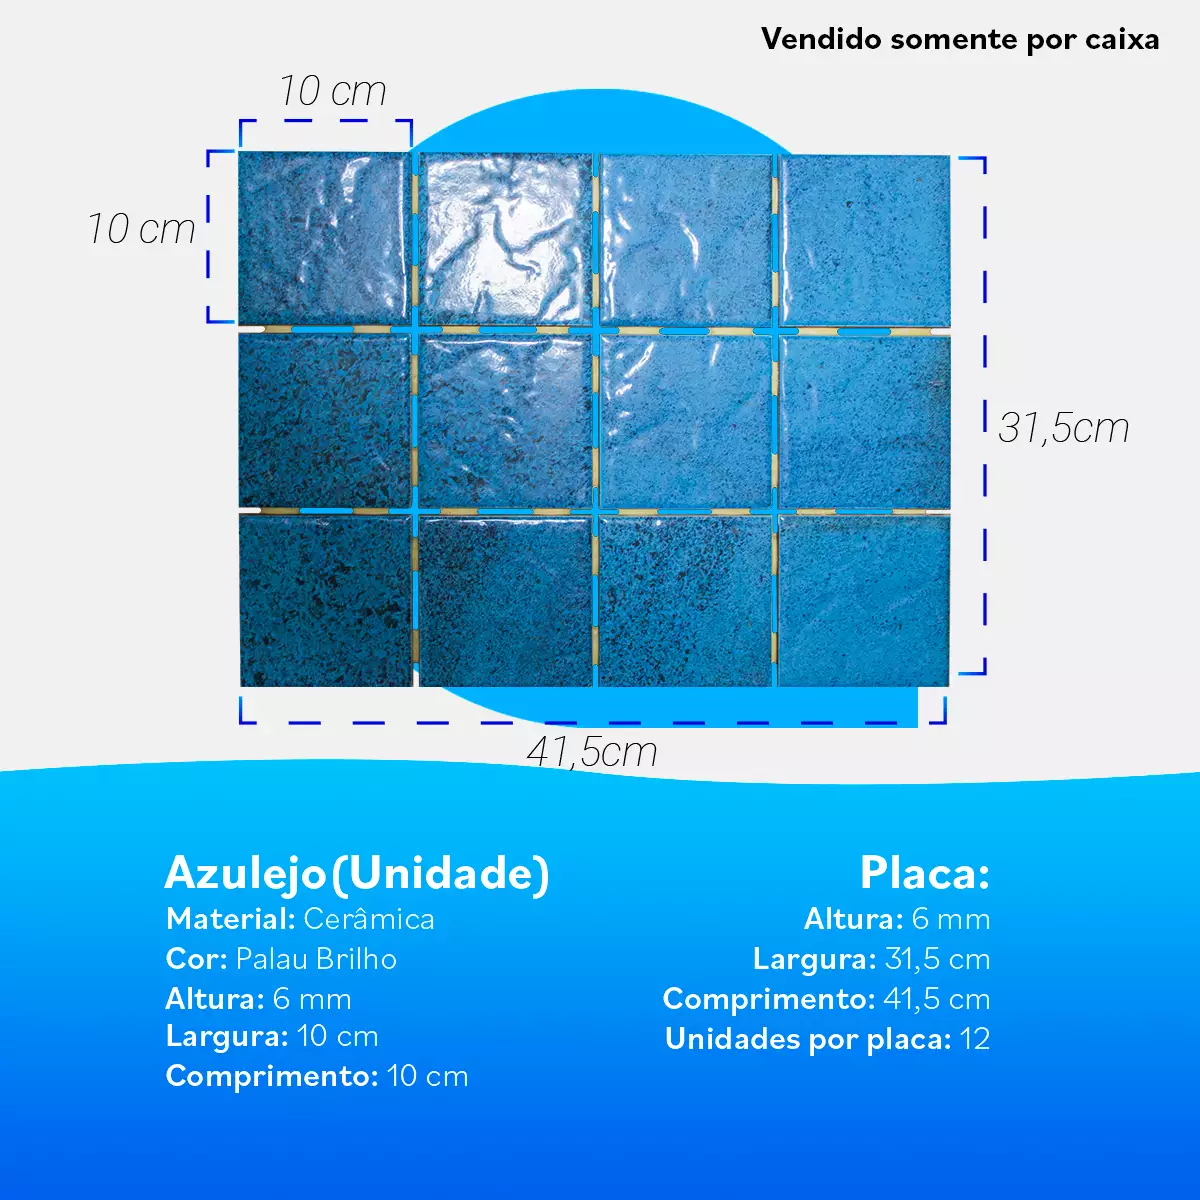 Vendido somente por caixa
10 cm
10 cm
31,5cm
41,5cm
Azulejo(Unidade)
Material: Cerâmica
Cor: Palau Brilho
Altura: 6 mm
Largura: 10 cm
Comprimento: 10 cm
Placa:
Altura: 6 mm
Largura: 31,5 cm
Comprimento: 41,5 cm
Unidades por placa: 12